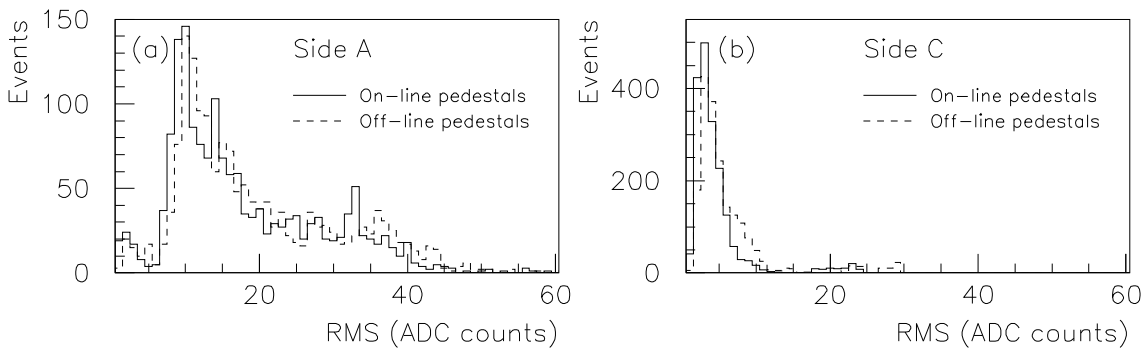 Events
150
100
50
0
(a)
Side A
On-line pedestals
Off-line pedestals
20
40
60
RMS (ADC counts)
Events
400
200
0
(b)
Side C
On-line pedestals
Off-line pedestals
20
40
60
RMS (ADC counts)